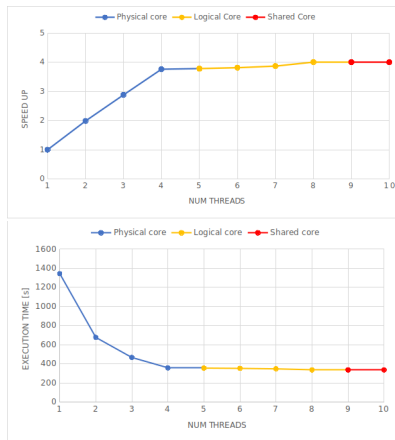 Physical core Logical Core Shared Core
5
4
3
2
1
0
1 2 3 4 5 6 7 8 9 10
SPEED UP
NUM THREADS
Physical core Logical core Shared core
1600
1400
1200
1000
800
600
400
200
0
1 2 3 4 5 6 7 8 9 10
EXECUTION TIME [s]
NUM THREADS